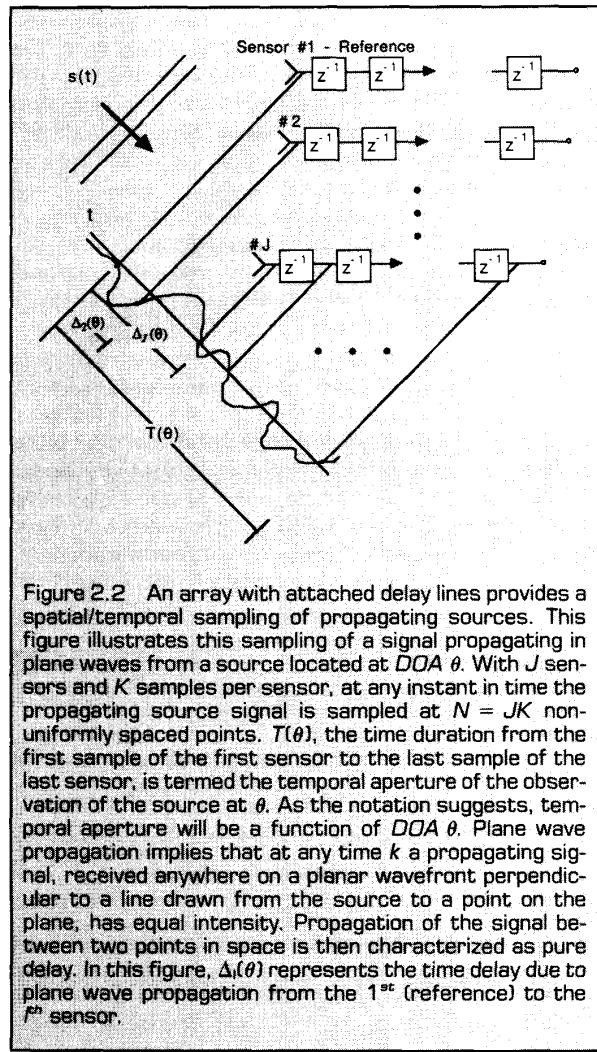 Sensor #1 - Reference
s(t)
z⁻¹ z⁻¹ z⁻¹
#2
z⁻¹ z⁻¹ z⁻¹
t
#J
z⁻¹ z⁻¹ z⁻¹
Δ₂(θ)
Δ_J(θ)
T(θ)
Figure 2.2 An array with attached delay lines provides a
spatial/temporal sampling of propagating sources. This
figure illustrates this sampling of a signal propagating in
plane waves from a source located at DOA θ. With J sen-
sors and K samples per sensor, at any instant in time the
propagating source signal is sampled at N = JK non-
uniformly spaced points. T(θ), the time duration from the
first sample of the first sensor to the last sample of the
last sensor, is termed the temporal aperture of the obser-
vation of the source at θ. As the notation suggests, tem-
poral aperture will be a function of DOA θ. Plane wave
propagation implies that at any time k a propagating sig-
nal, received anywhere on a planar wavefront perpendic-
ular to a line drawn from the source to a point on the
plane, has equal intensity. Propagation of the signal be-
tween two points in space is then characterized as pure
delay. In this figure, Δₗ(θ) represents the time delay due to
plane wave propagation from the 1ˢᵗ (reference) to the
lᵗʰ sensor.